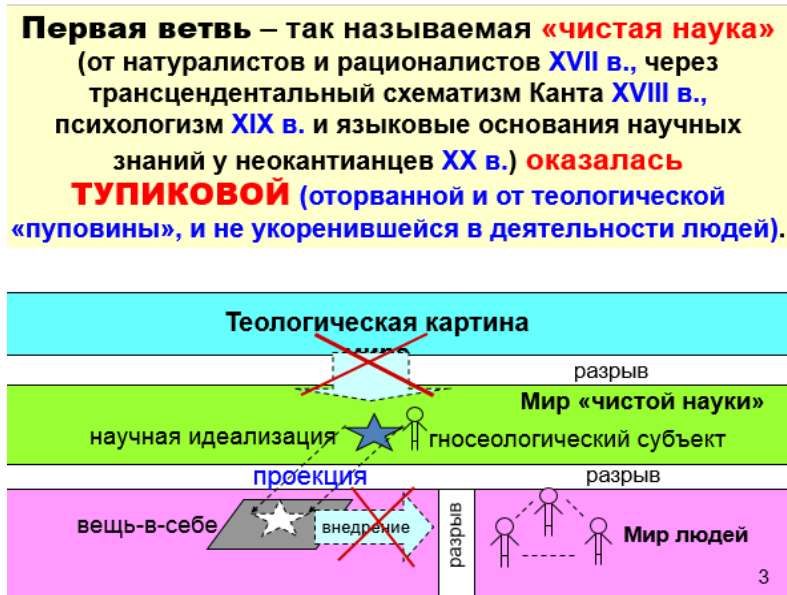 Первая ветвь – так называемая «чистая наука»
(от натуралистов и рационалистов XVII в., через
трансцендентальный схематизм Канта XVIII в.,
психологизм XIX в. и языковые основания научных
знаний у неокантианцев XX в.) оказалась
ТУПИКОВОЙ (оторванной и от теологической
«пуповины», и не укоренившейся в деятельности людей).
Теологическая картина
разрыв
Мир «чистой науки»
научная идеализация
гносеологический субъект
проекция
разрыв
вещь-в-себе
внедрение
разрыв
Мир людей
3